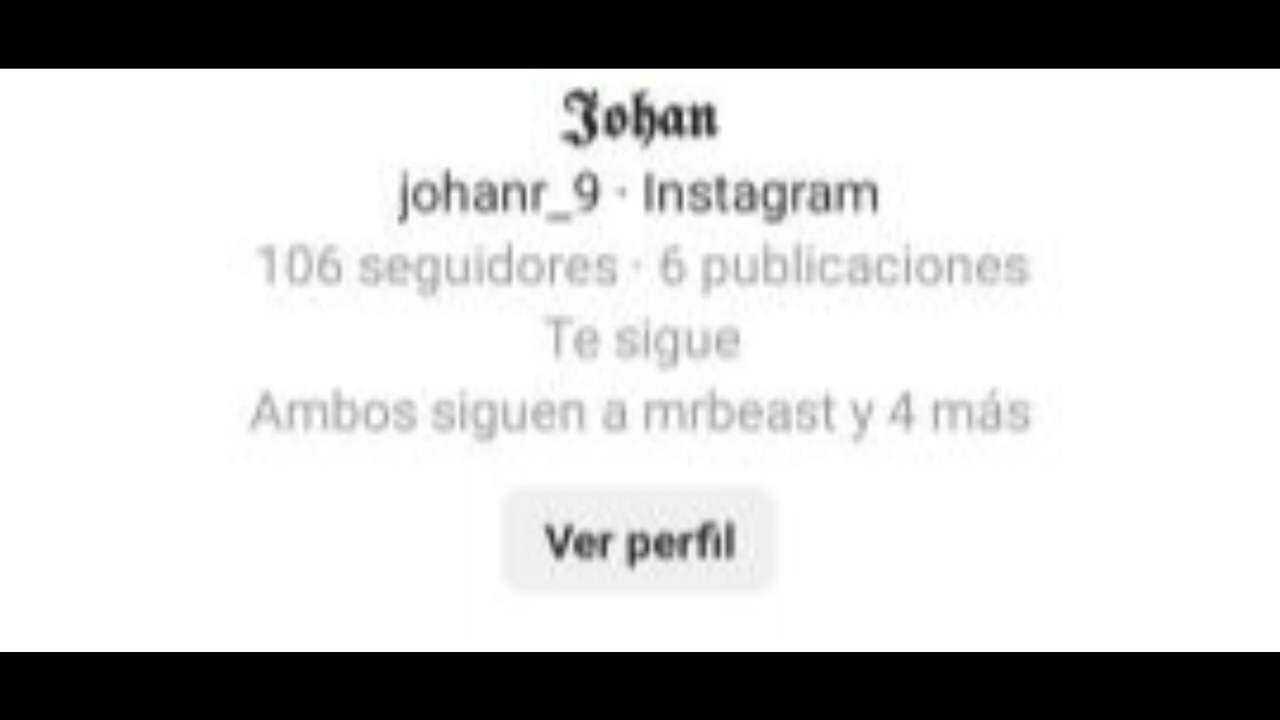 Johan
johanr_9 · Instagram
106 seguidores · 6 publicaciones
Te sigue
Ambos siguen a mrbeast y 4 más
Ver perfil